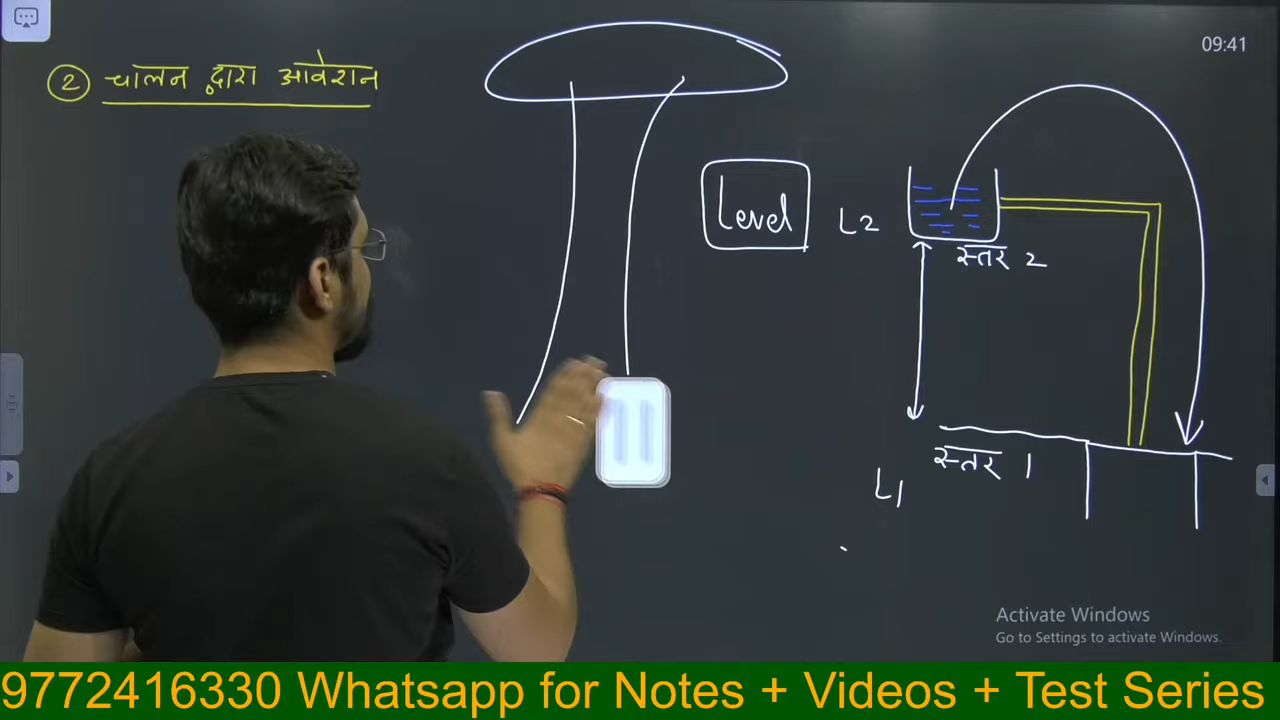 09:41
② चालन द्वारा आवेशन
Level
L2
स्तर 2
स्तर 1
L1
Activate Windows
Go to Settings to activate Windows.
9772416330 Whatsapp for Notes + Videos + Test Series